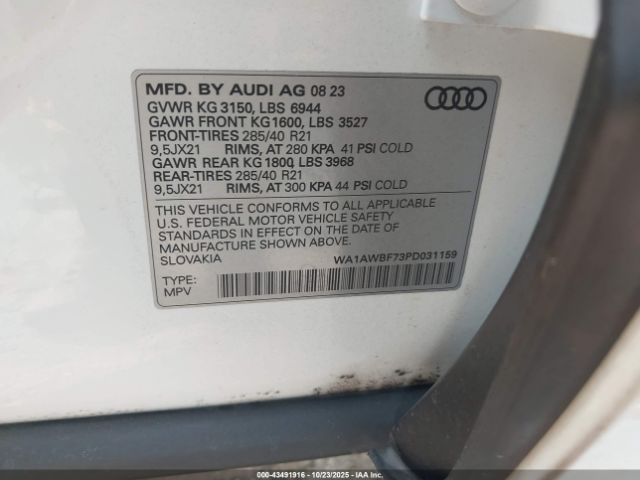 MFD. BY AUDI AG 08 23
GVWR KG 3150, LBS 6944
GAWR FRONT KG1600, LBS 3527
FRONT-TIRES 285/40 R21
9,5JX21 RIMS, AT 280 KPA 41 PSI COLD
GAWR REAR KG 1800, LBS 3968
REAR-TIRES 285/40 R21
9,5JX21 RIMS, AT 300 KPA 44 PSI COLD
THIS VEHICLE CONFORMS TO ALL APPLICABLE
U.S. FEDERAL MOTOR VEHICLE SAFETY
STANDARDS IN EFFECT ON THE DATE OF
MANUFACTURE SHOWN ABOVE.
SLOVAKIA WA1AWBF73PD031159
TYPE:
MPV
000-43491916 - 10/23/2025 - IAAI.com